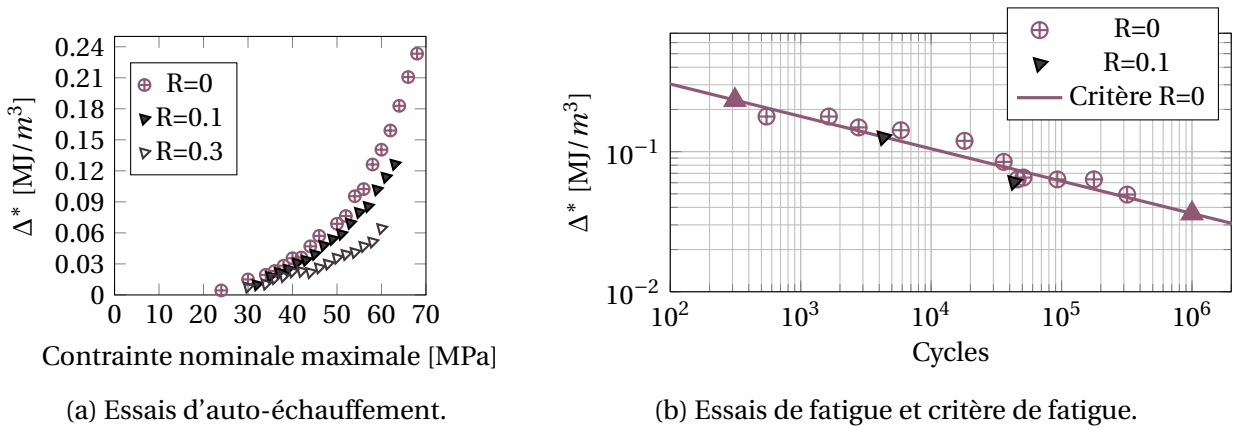 0.24
0.21
0.18
0.15
0.12
0.09
0.06
0.03
0
Δ* [MJ/m³]
R=0
R=0.1
R=0.3
0 10 20 30 40 50 60 70
Contrainte nominale maximale [MPa]
(a) Essais d'auto-échauffement.
R=0
R=0.1
Critère R=0
Δ* [MJ/m³]
10⁻¹
10⁻²
10² 10³ 10⁴ 10⁵ 10⁶
Cycles
(b) Essais de fatigue et critère de fatigue.